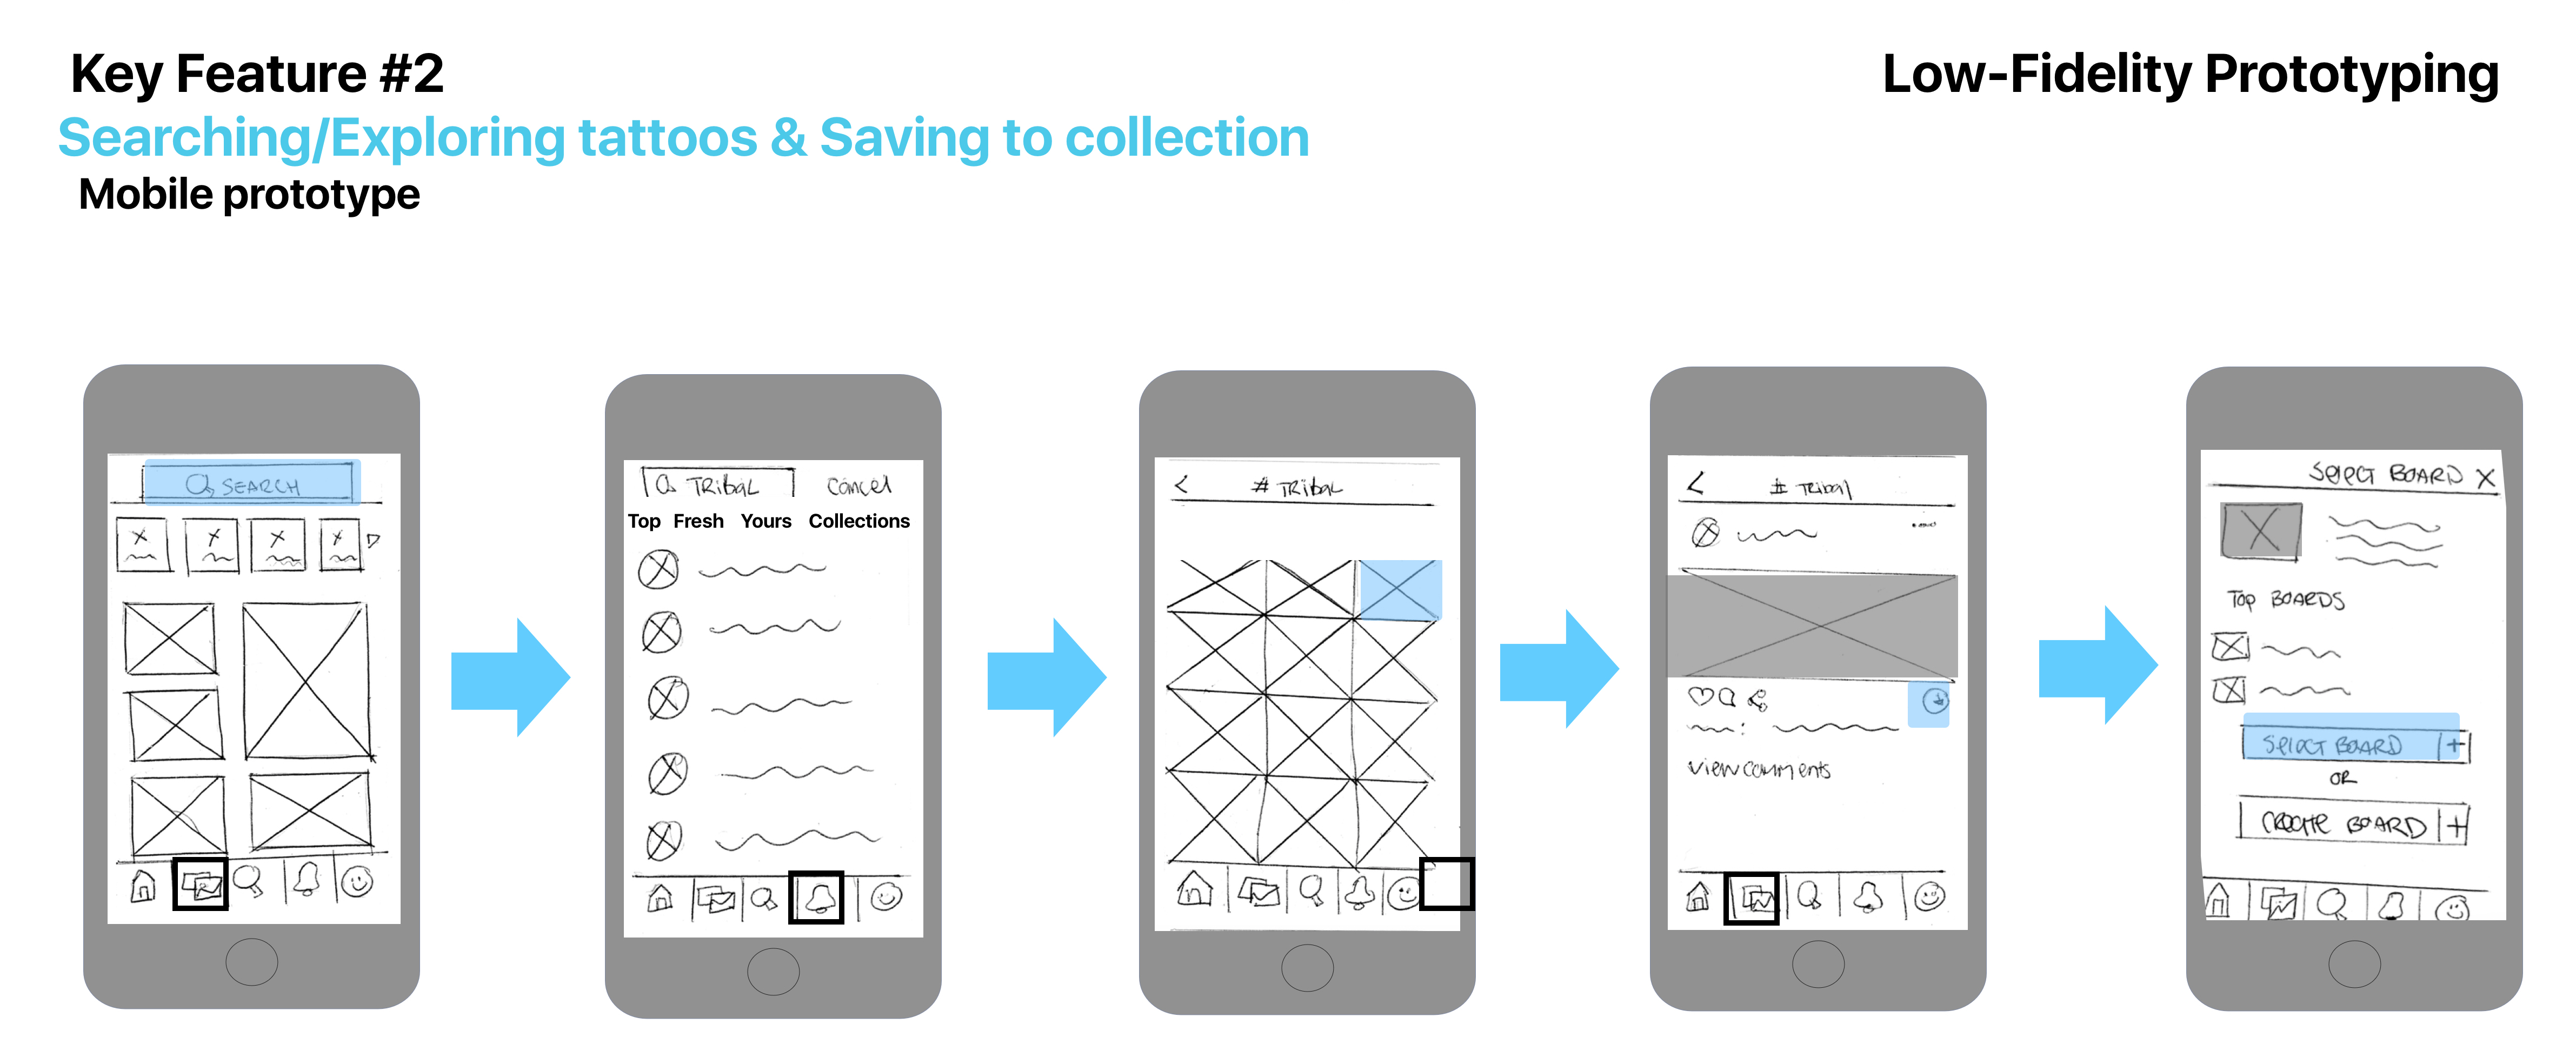 Key Feature #2
Low-Fidelity Prototyping
Searching/Exploring tattoos & Saving to collection
Mobile prototype
SEARCH
TRIBAL Cancel
Top Fresh Yours Collections
# TRIBAL
# TRIBAL
view comments
SELECT BOARD X
TOP BOARDS
SELECT BOARD +
OR
CREATE BOARD +